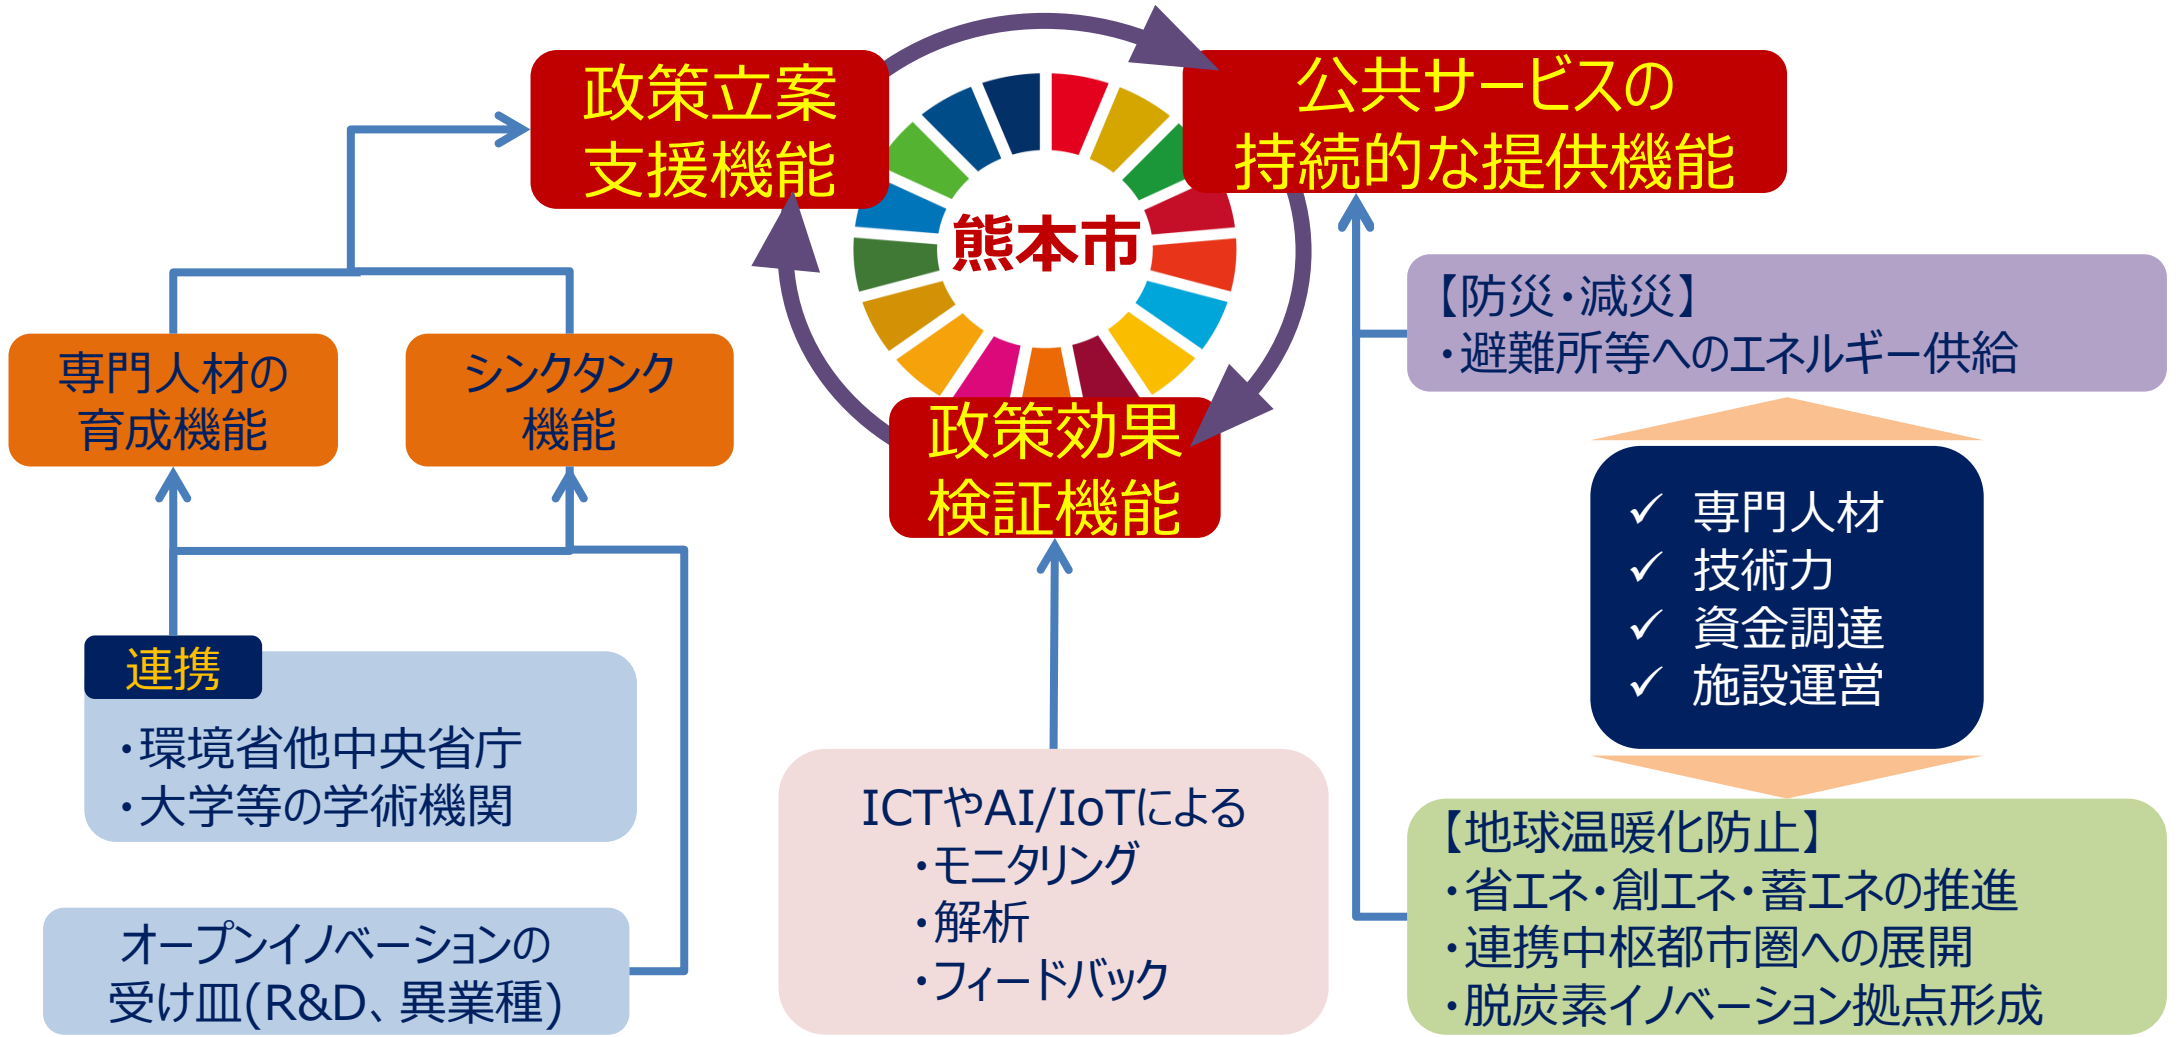 政策立案
支援機能
公共サービスの
持続的な提供機能
熊本市
政策効果
検証機能
専門人材の
育成機能
シンクタンク
機能
連携
・環境省他中央省庁
・大学等の学術機関
オープンイノベーションの
受け皿(R&D、異業種)
ICTやAI/IoTによる
・モニタリング
・解析
・フィードバック
【防災・減災】
・避難所等へのエネルギー供給
✓ 専門人材
✓ 技術力
✓ 資金調達
✓ 施設運営
【地球温暖化防止】
・省エネ・創エネ・蓄エネの推進
・連携中枢都市圏への展開
・脱炭素イノベーション拠点形成